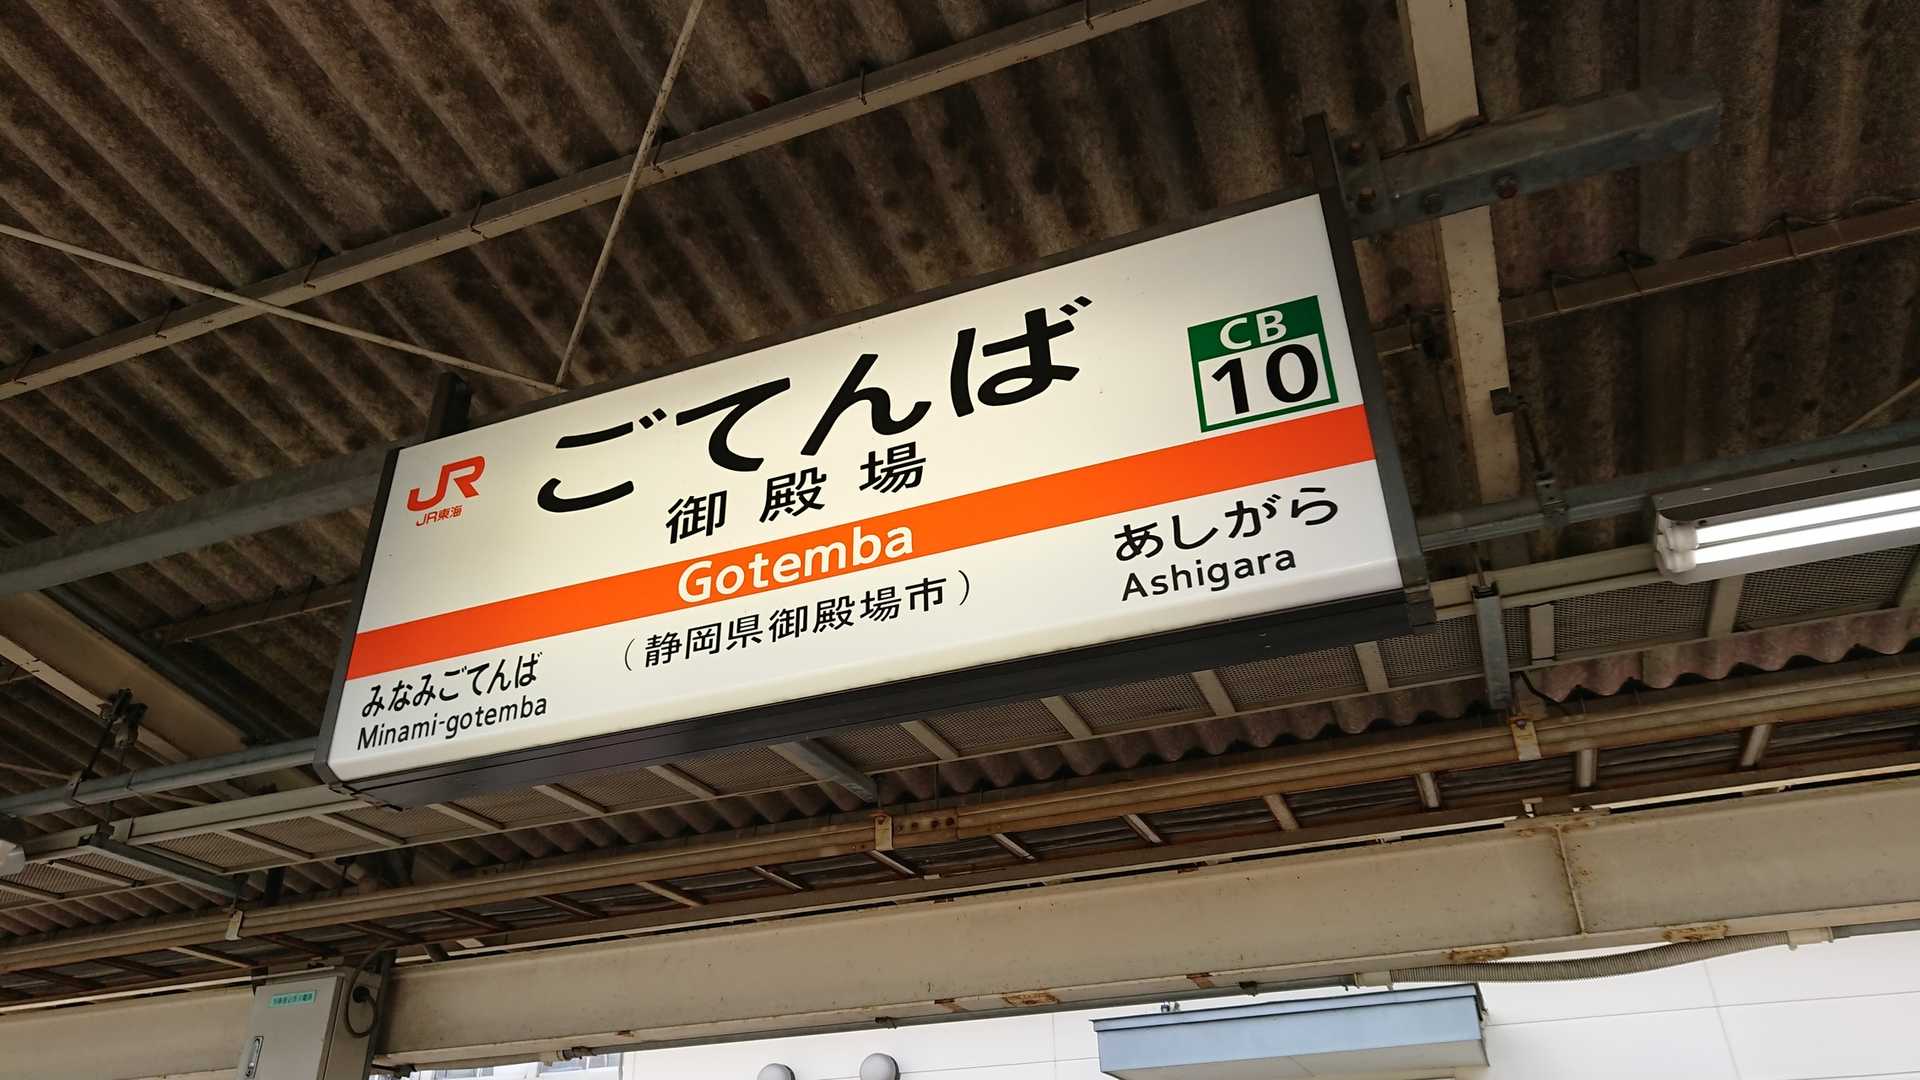 JR
JR東海
ごてんば
CB
10
御殿場
Gotemba
みなみごてんば
Minami-gotemba
（静岡県御殿場市）
あしがら
Ashigara